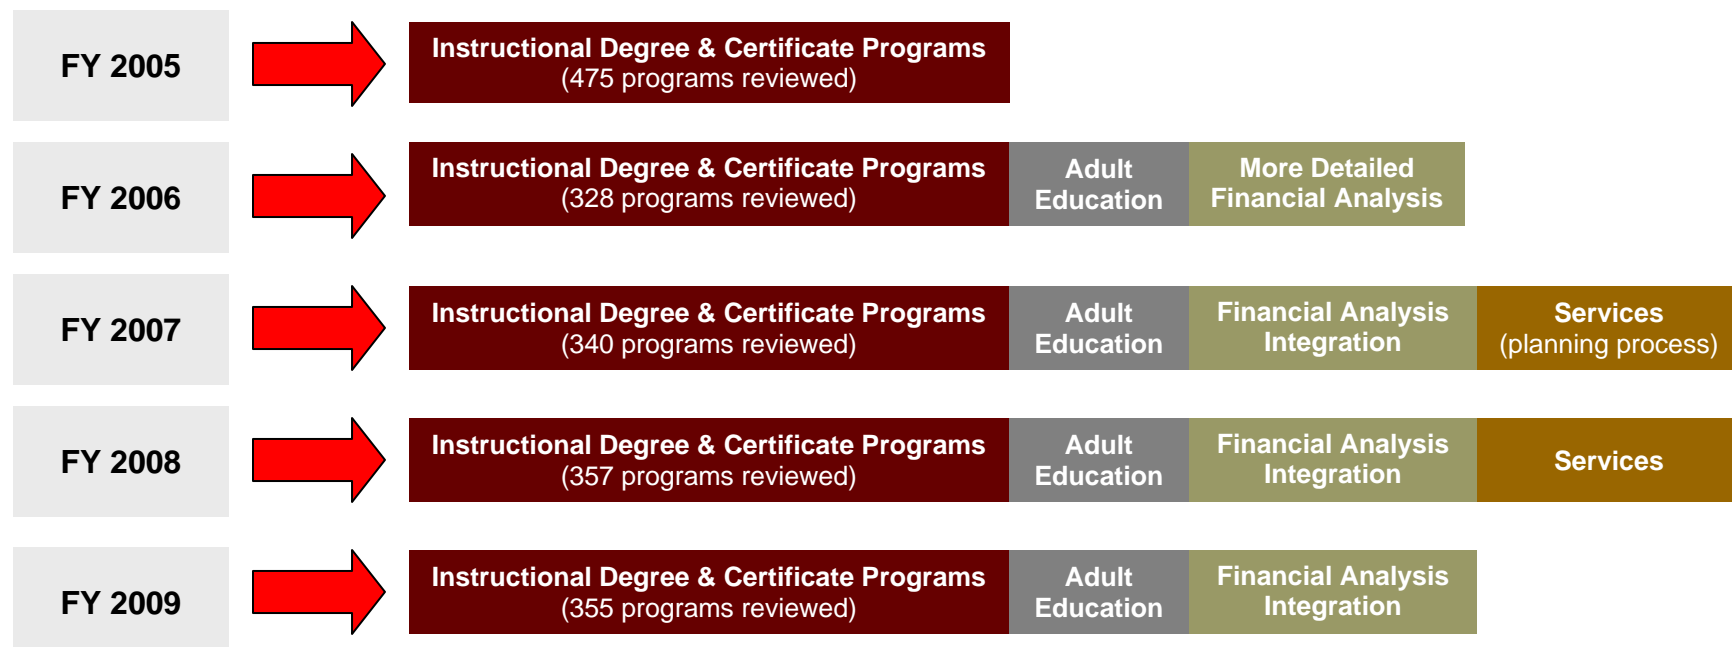 FY 2005
Instructional Degree & Certificate Programs
(475 programs reviewed)
FY 2006
Instructional Degree & Certificate Programs
(328 programs reviewed)
Adult
Education
More Detailed
Financial Analysis
FY 2007
Instructional Degree & Certificate Programs
(340 programs reviewed)
Adult
Education
Financial Analysis
Integration
Services
(planning process)
FY 2008
Instructional Degree & Certificate Programs
(357 programs reviewed)
Adult
Education
Financial Analysis
Integration
Services
FY 2009
Instructional Degree & Certificate Programs
(355 programs reviewed)
Adult
Education
Financial Analysis
Integration